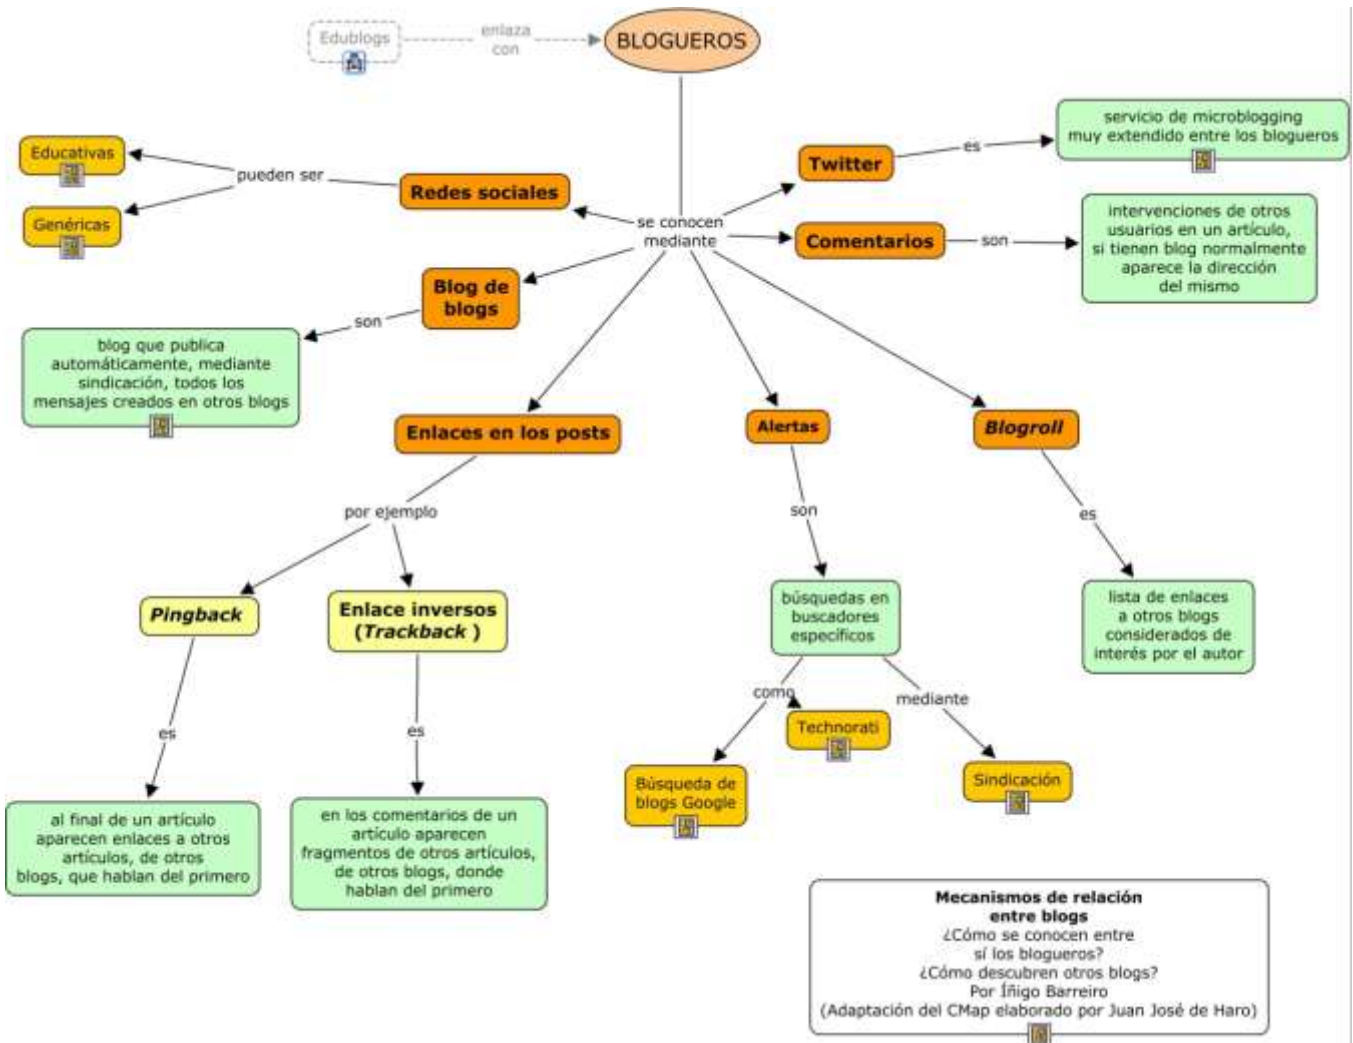 Edublogs
enlaza
con
BLOGUEROS
servicio de microblogging
muy extendido entre los blogueros
es
Twitter
Educativas
pueden ser
Redes sociales
Genéricas
se conocen
mediante
Comentarios
son
intervenciones de otros
usuarios en un artículo,
si tienen blog normalmente
aparece la dirección
del mismo
Blog de
blogs
son
blog que publica
automáticamente, mediante
sindicación, todos los
mensajes creados en otros blogs
Enlaces en los posts
Alertas
Blogroll
por ejemplo
son
es
Pingback
Enlace inversos
(Trackback )
búsquedas en
buscadores
específicos
lista de enlaces
a otros blogs
considerados de
interés por el autor
es
es
como
mediante
Technorati
Búsqueda de
blogs Google
Sindicación
al final de un artículo
aparecen enlaces a otros
artículos, de otros
blogs, que hablan del primero
en los comentarios de un
artículo aparecen
fragmentos de otros artículos,
de otros blogs, donde
hablan del primero
Mecanismos de relación
entre blogs
¿Cómo se conocen entre
sí los blogueros?
¿Cómo descubren otros blogs?
Por Íñigo Barreiro
(Adaptación del CMap elaborado por Juan José de Haro)